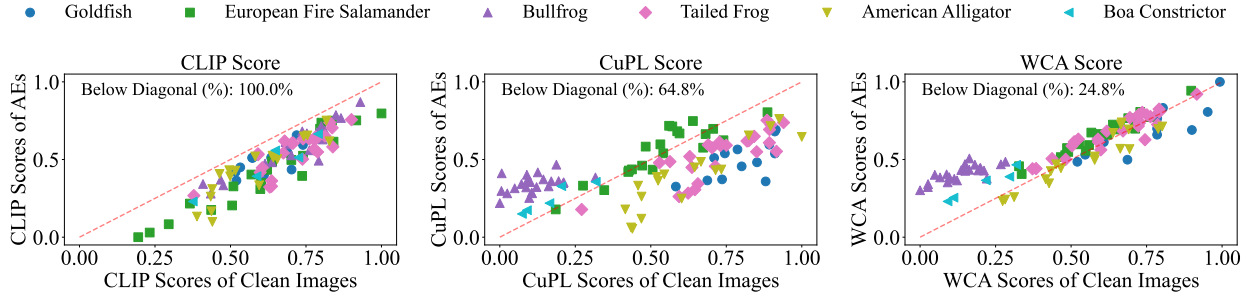 Goldfish European Fire Salamander Bullfrog Tailed Frog American Alligator Boa Constrictor
CLIP Score
Below Diagonal (%): 100.0%
CLIP Scores of AEs
1.0
0.5
0.0
0.00 0.25 0.50 0.75 1.00
CLIP Scores of Clean Images
CuPL Score
Below Diagonal (%): 64.8%
CuPL Scores of AEs
1.0
0.5
0.0
0.00 0.25 0.50 0.75 1.00
CuPL Scores of Clean Images
WCA Score
Below Diagonal (%): 24.8%
WCA Scores of AEs
1.0
0.5
0.0
0.00 0.25 0.50 0.75 1.00
WCA Scores of Clean Images